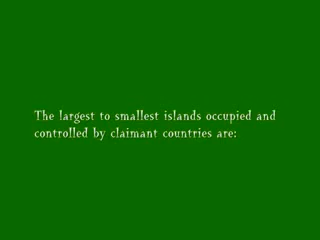 The largest to smallest islands occupied and
controlled by claimant countries are: